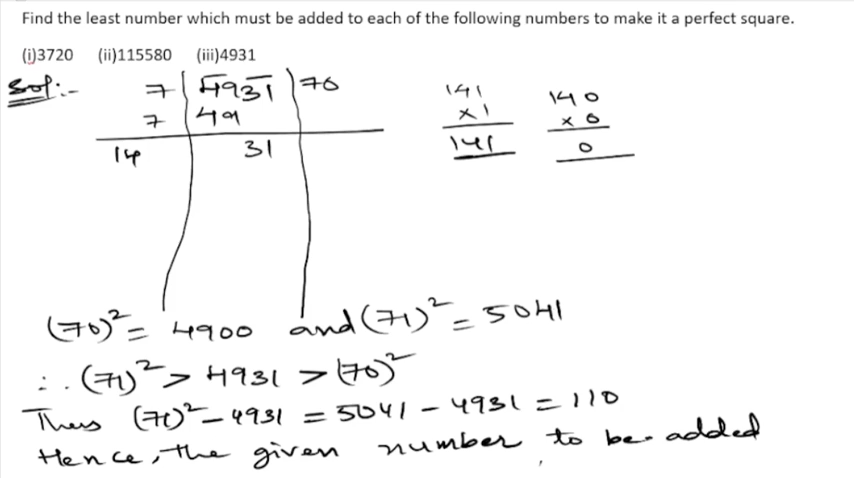 Find the least number which must be added to each of the following numbers to make it a perfect square.
(i)3720 (ii)115580 (iii)4931
Sol:-
7 4931 70
7 49
14 31
141
×1
141
140
×0
0
(70)² = 4900 and (71)² = 5041
∴ (71)² > 4931 > (70)²
Thus (71)² - 4931 = 5041 - 4931 = 110
Hence, the given number to be added